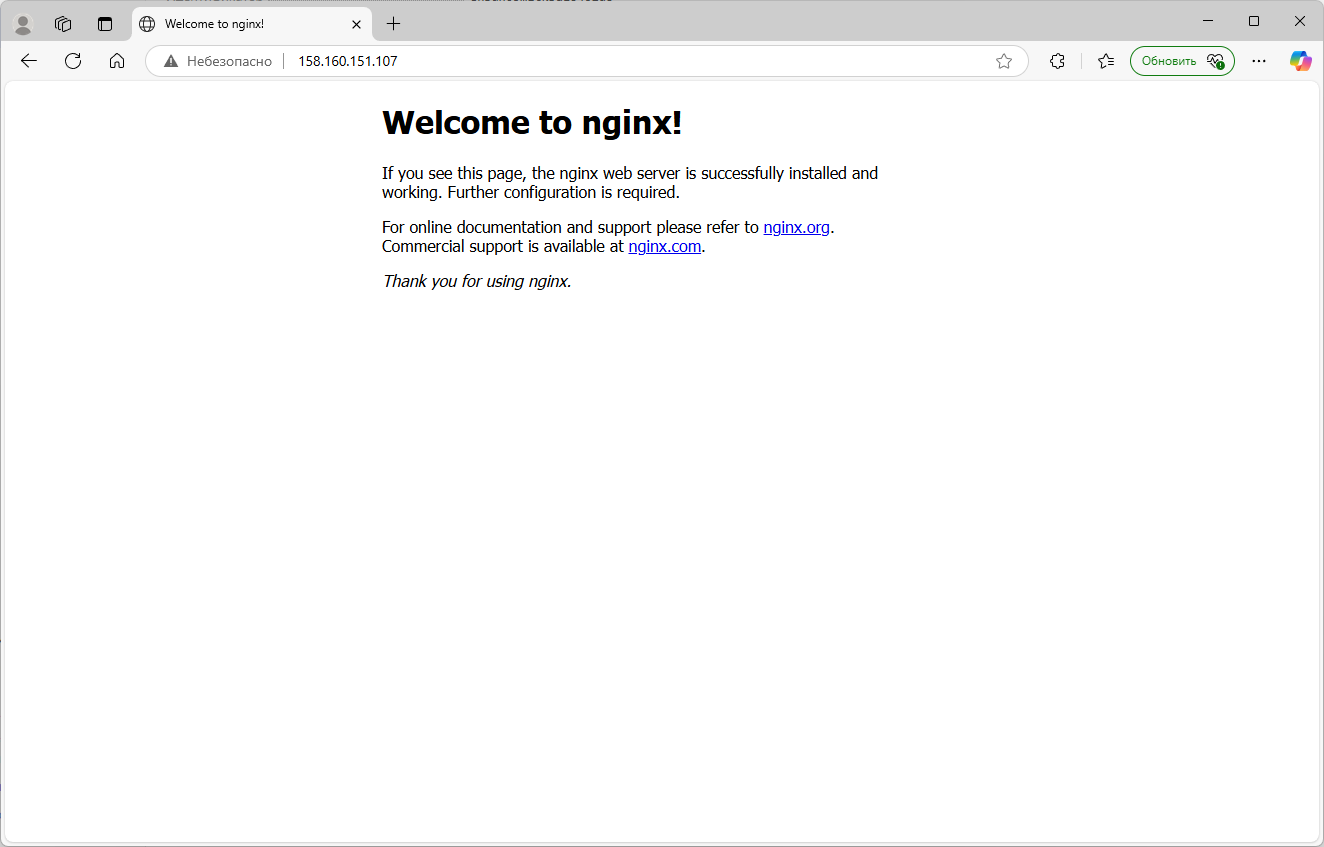 Welcome to nginx!
Небезопасно
158.160.151.107
Обновить
Welcome to nginx!
If you see this page, the nginx web server is successfully installed and
working. Further configuration is required.
For online documentation and support please refer to nginx.org.
Commercial support is available at nginx.com.
Thank you for using nginx.